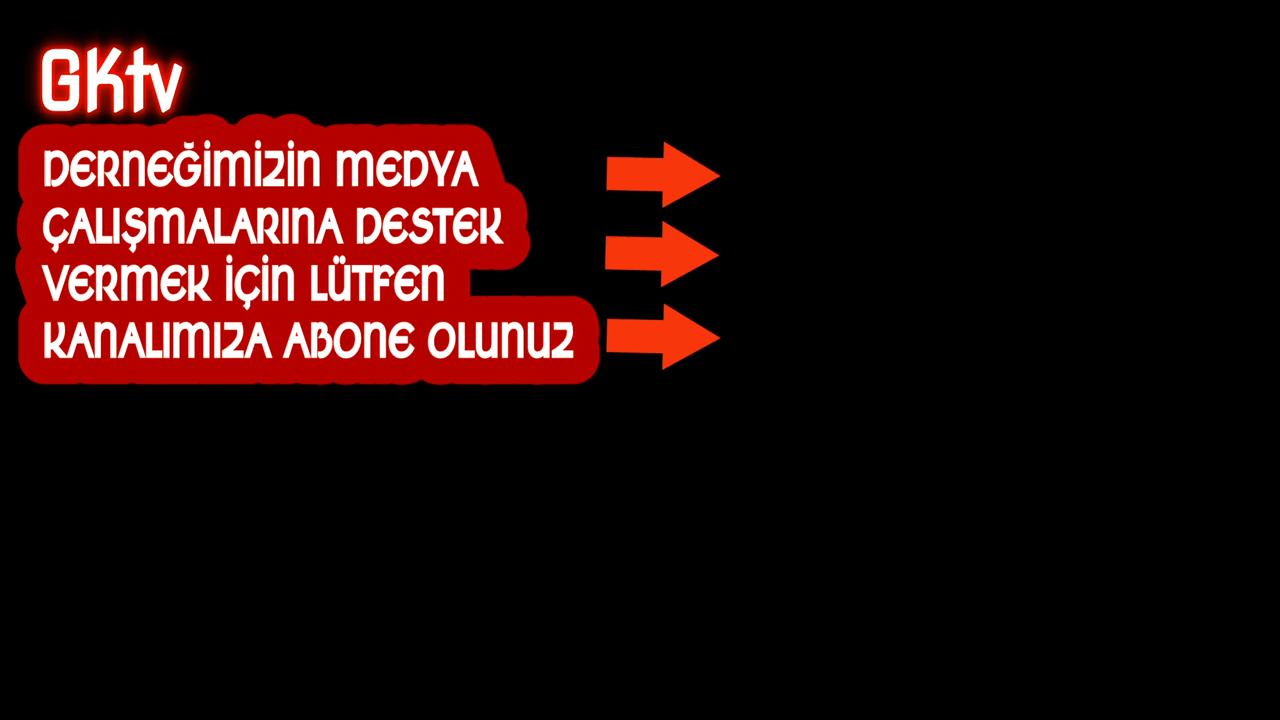 GKtv
DERNEĞİMİZİN MEDYA
ÇALIŞMALARINA DESTEK
VERMEK İÇİN LÜTFEN
KANALIMIZA ABONE OLUNUZ